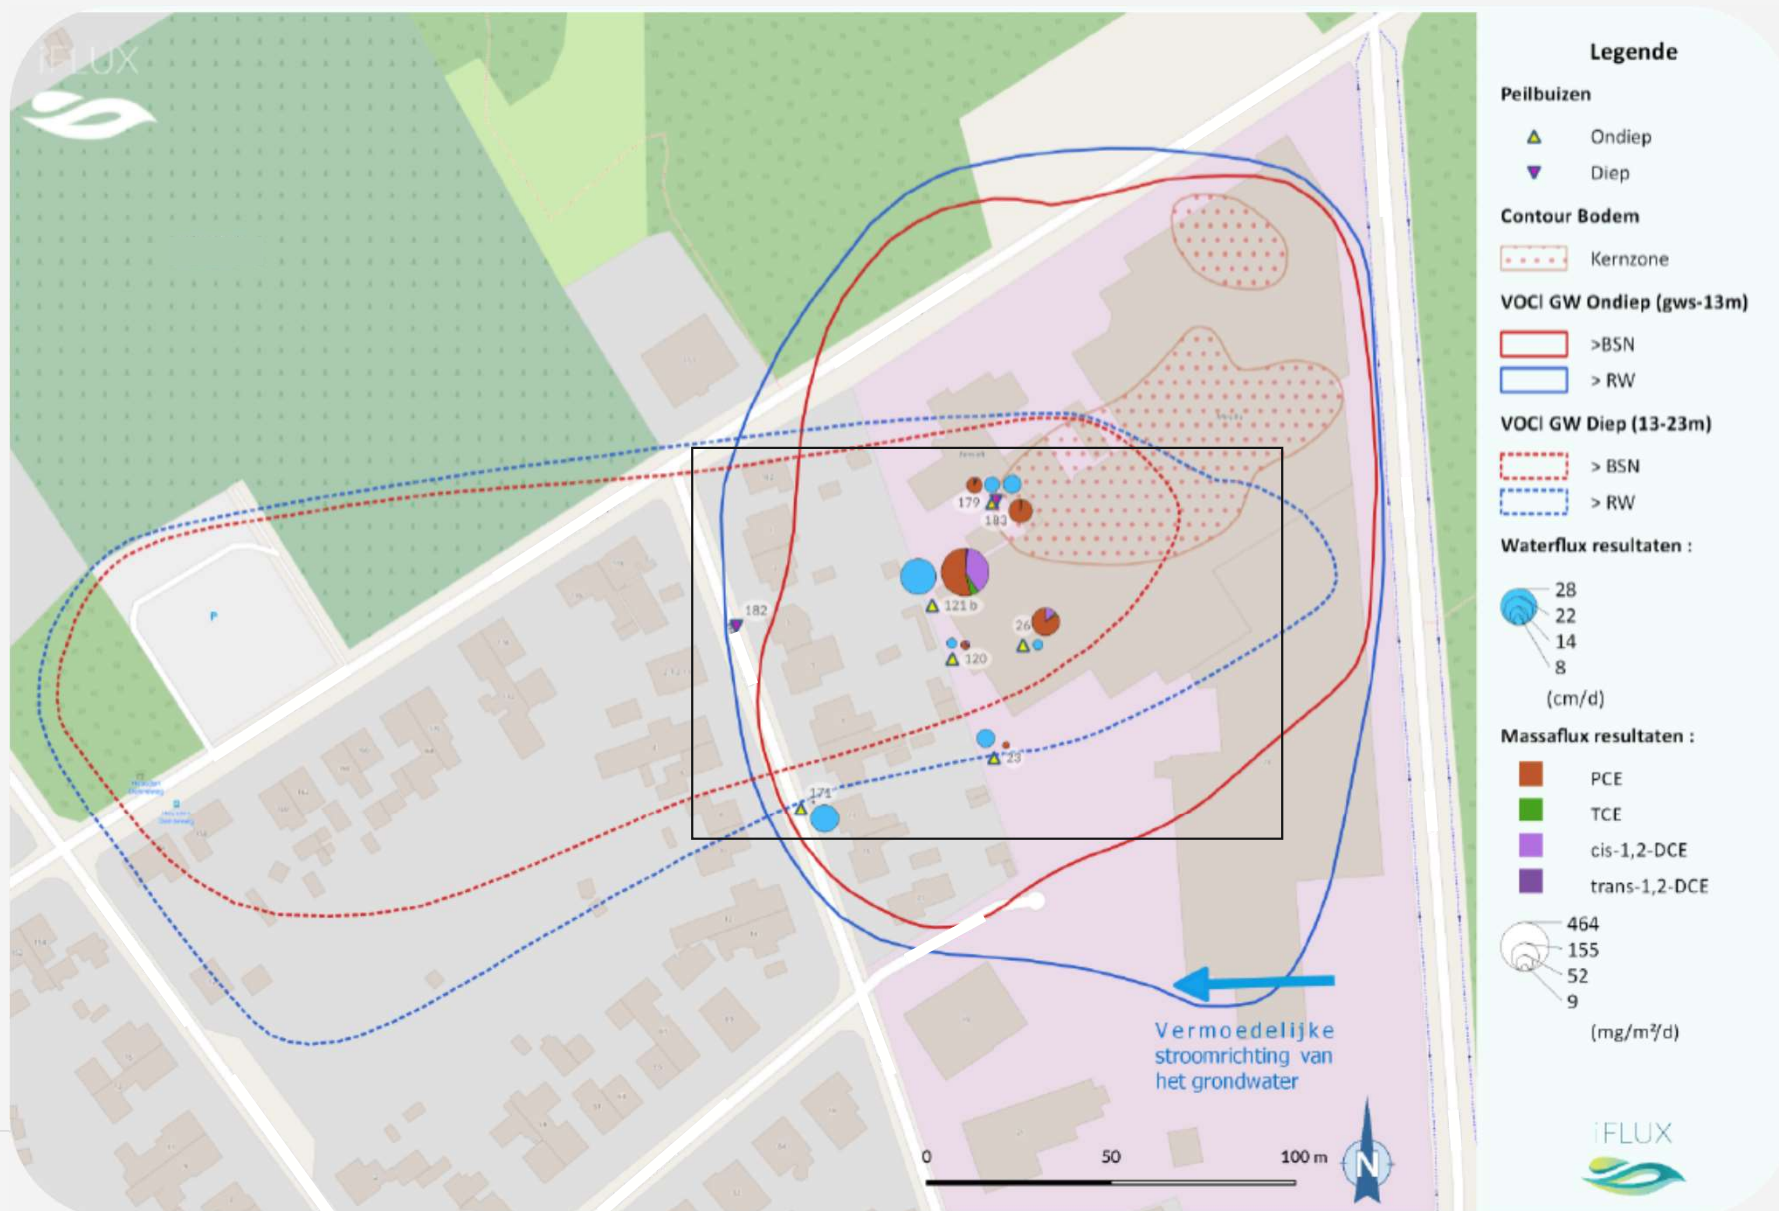 iFLUX
P
182
179
183
121 b
26
120
23
171
Vermoedelijke
stroomrichting van
het grondwater
0
50
100 m
N
Legende
Peilbuizen
Ondiep
Diep
Contour Bodem
Kernzone
VOCl GW Ondiep (gws-13m)
>BSN
> RW
VOCl GW Diep (13-23m)
> BSN
> RW
Waterflux resultaten :
28
22
14
8
(cm/d)
Massaflux resultaten :
PCE
TCE
cis-1,2-DCE
trans-1,2-DCE
464
155
52
9
(mg/m²/d)
iFLUX